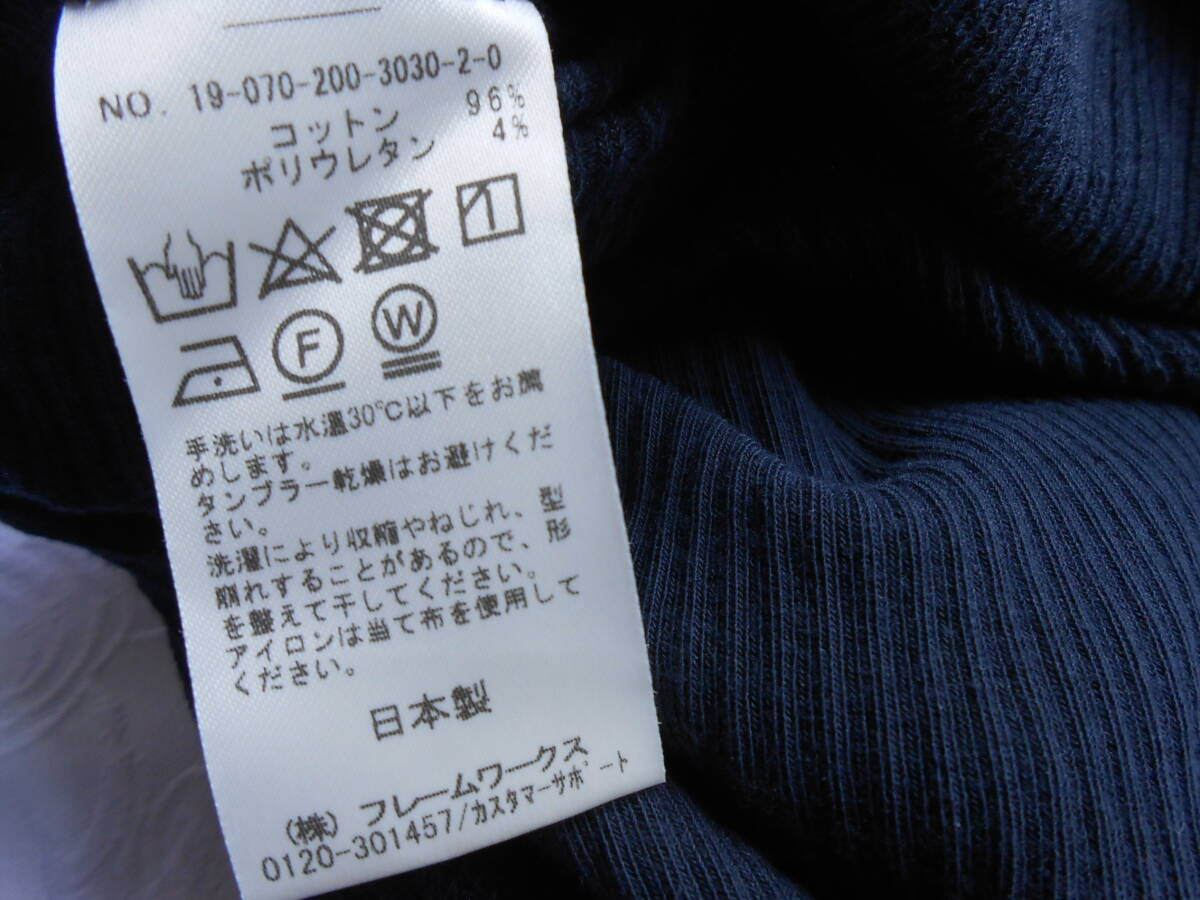 NO. 19-070-200-3030-2-0
コットン 96%
ポリウレタン 4%
F W
手洗いは水温30℃以下をお薦
めします。
タンブラー乾燥はお避けくだ
さい。
洗濯により収縮やねじれ、型
崩れすることがあるので、形
を整えて干してください。
アイロンは当て布を使用して
ください。
日本製
(株) フレームワークス
0120-301457/カスタマーサポート